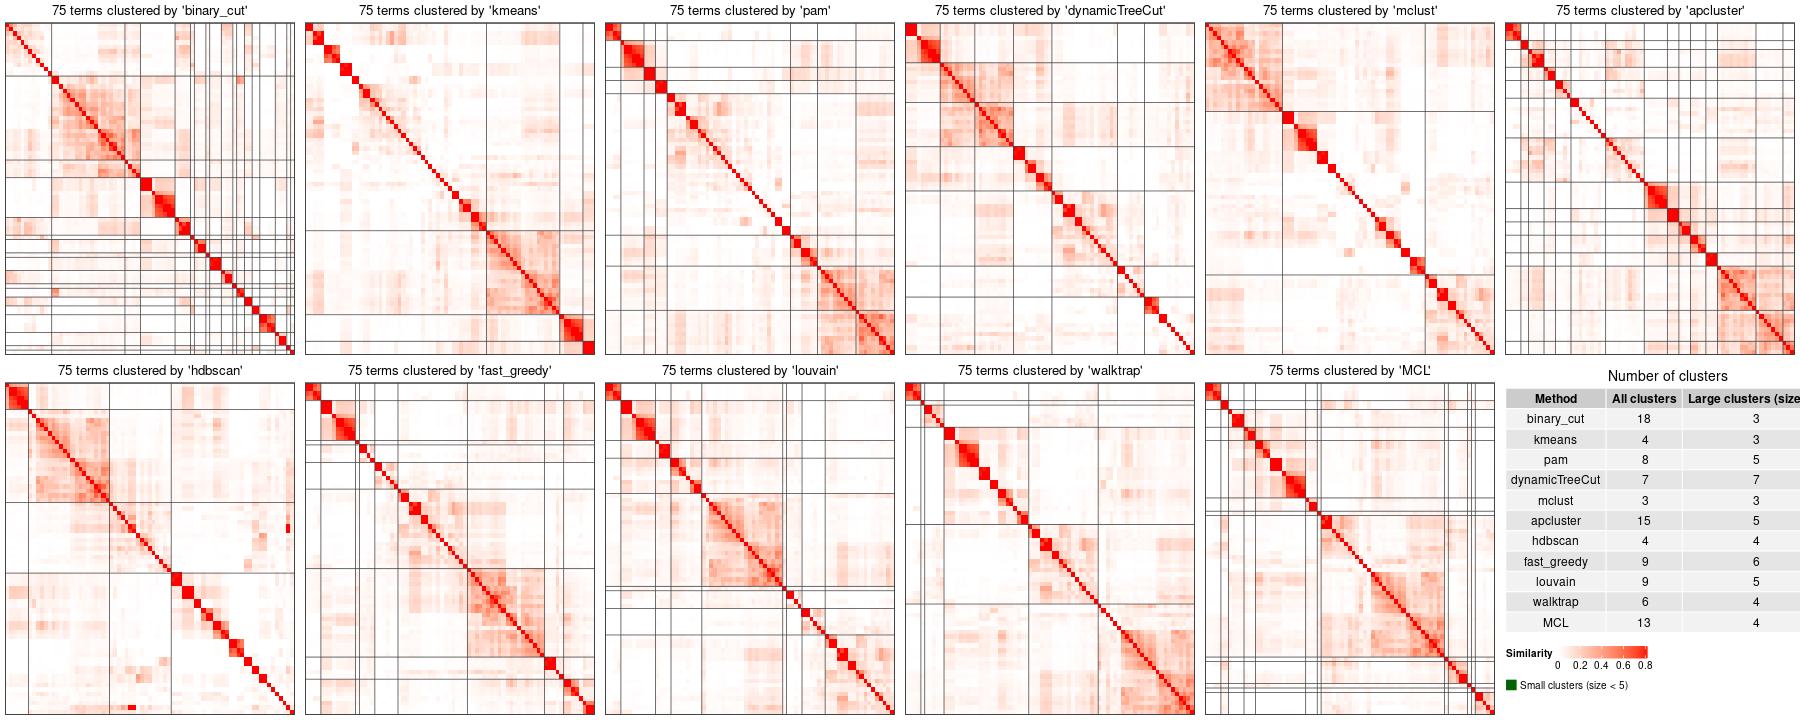 75 terms clustered by 'binary_cut'
75 terms clustered by 'kmeans'
75 terms clustered by 'pam'
75 terms clustered by 'dynamicTreeCut'
75 terms clustered by 'mclust'
75 terms clustered by 'apcluster'
75 terms clustered by 'hdbscan'
75 terms clustered by 'fast_greedy'
75 terms clustered by 'louvain'
75 terms clustered by 'walktrap'
75 terms clustered by 'MCL'
Number of clusters
Method All clusters Large clusters (size
binary_cut 18 3
kmeans 4 3
pam 8 5
dynamicTreeCut 7 7
mclust 3 3
apcluster 15 5
hdbscan 4 4
fast_greedy 9 6
louvain 9 5
walktrap 6 4
MCL 13 4
Similarity
0 0.2 0.4 0.6 0.8
Small clusters (size < 5)